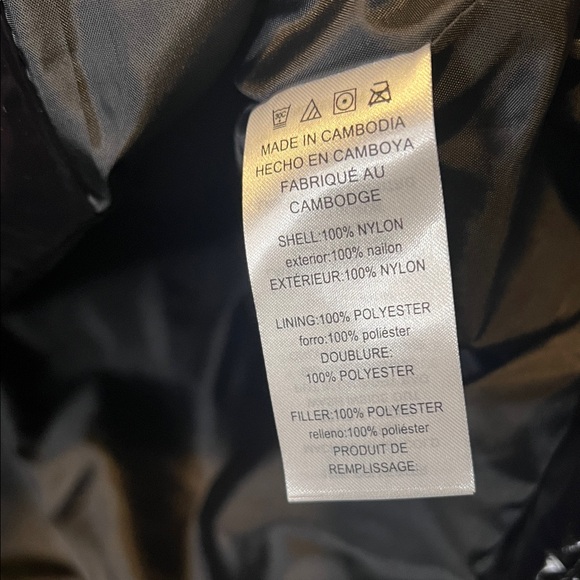 MADE IN CAMBODIA
HECHO EN CAMBOYA
FABRIQUÉ AU
CAMBODGE
SHELL:100% NYLON
exterior:100% nailon
EXTÉRIEUR:100% NYLON
LINING:100% POLYESTER
forro:100% poliéster
DOUBLURE:
100% POLYESTER
FILLER:100% POLYESTER
relleno:100% poliéster
PRODUIT DE
REMPLISSAGE: